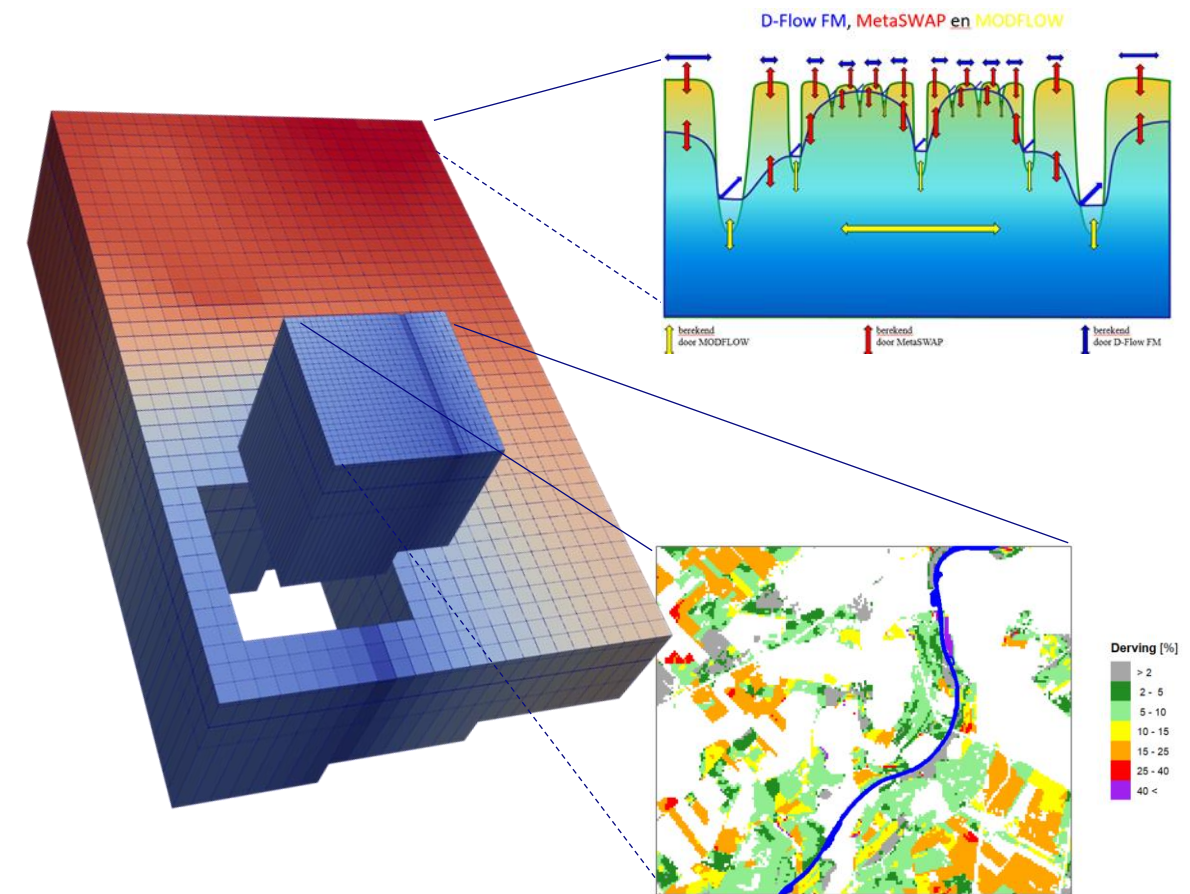 D-Flow FM, MetaSWAP en MODFLOW
berekend
door MODFLOW
berekend
door MetaSWAP
berekend
door D-Flow FM
Derving [%]
> 2
2 - 5
5 - 10
10 - 15
15 - 25
25 - 40
40 <